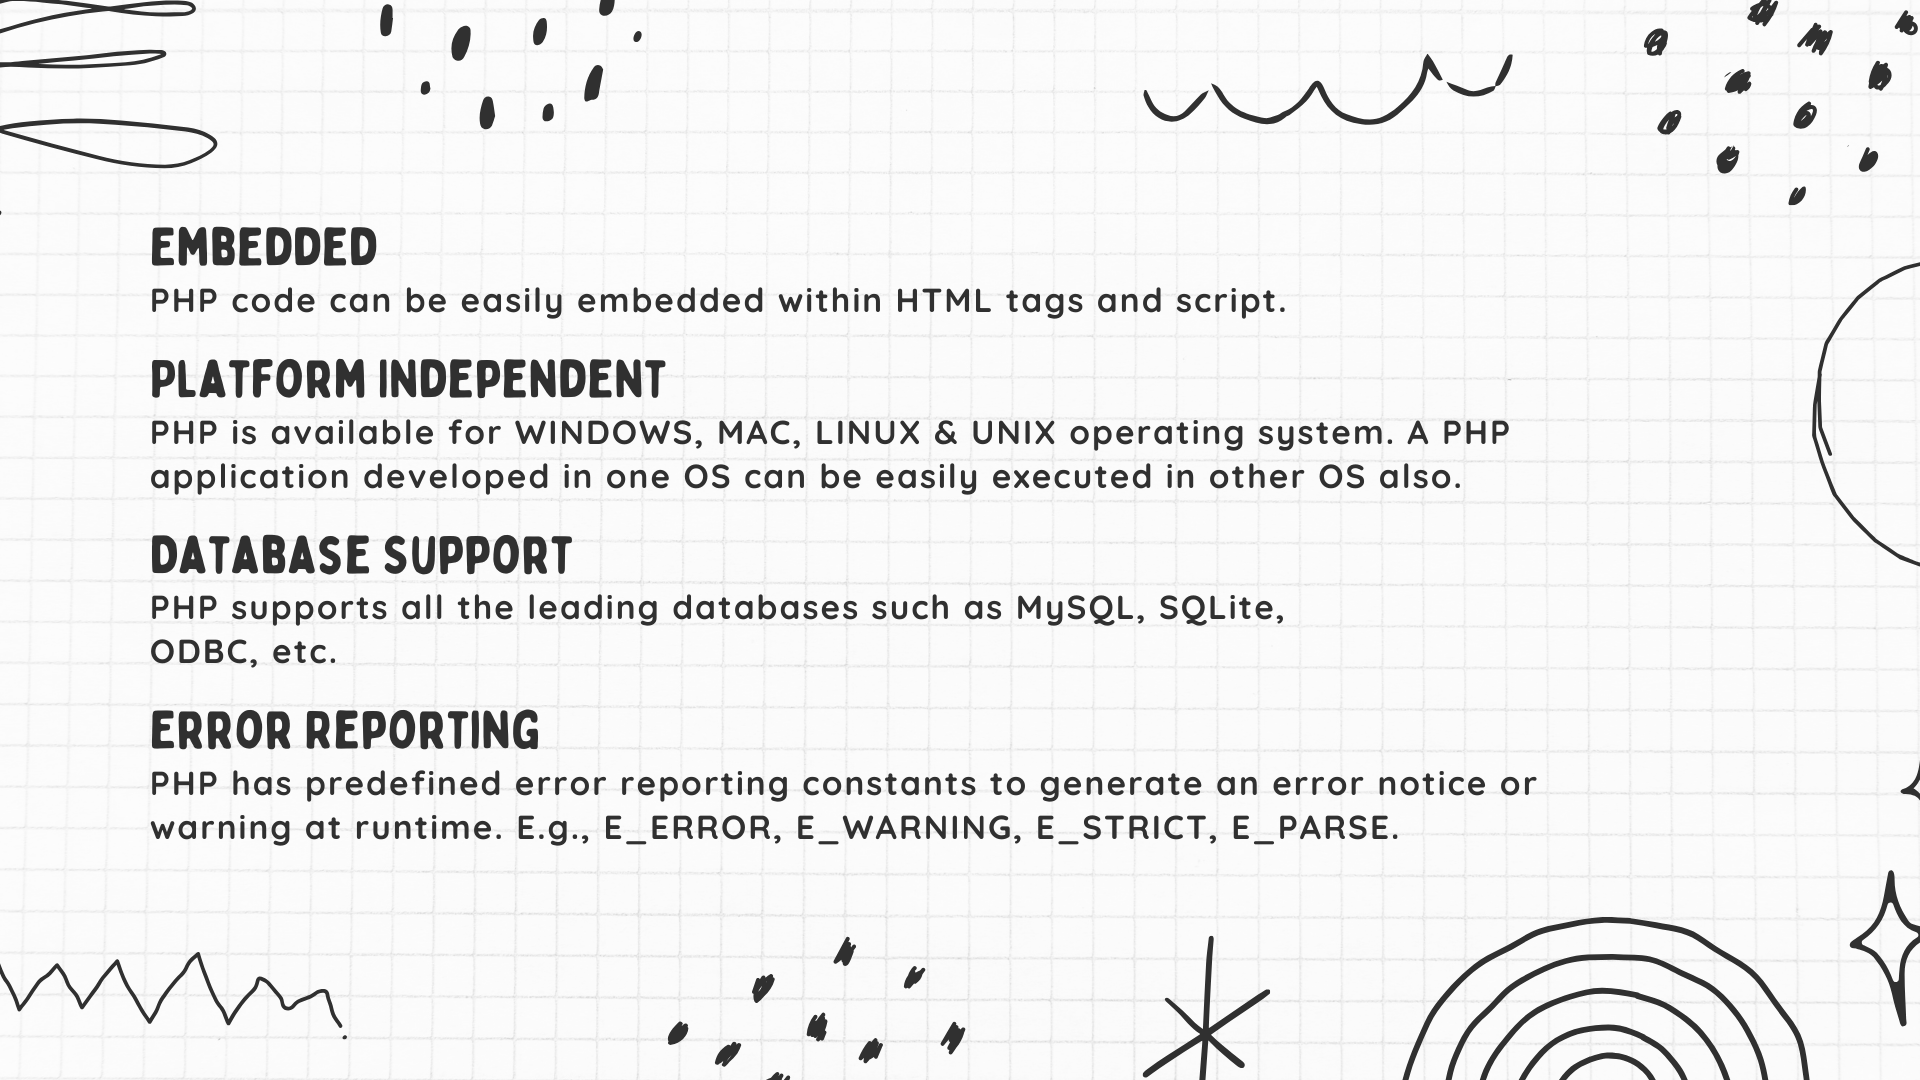 EMBEDDED
PHP code can be easily embedded within HTML tags and script.
PLATFORM INDEPENDENT
PHP is available for WINDOWS, MAC, LINUX & UNIX operating system. A PHP
application developed in one OS can be easily executed in other OS also.
DATABASE SUPPORT
PHP supports all the leading databases such as MySQL, SQLite,
ODBC, etc.
ERROR REPORTING
PHP has predefined error reporting constants to generate an error notice or
warning at runtime. E.g., E_ERROR, E_WARNING, E_STRICT, E_PARSE.